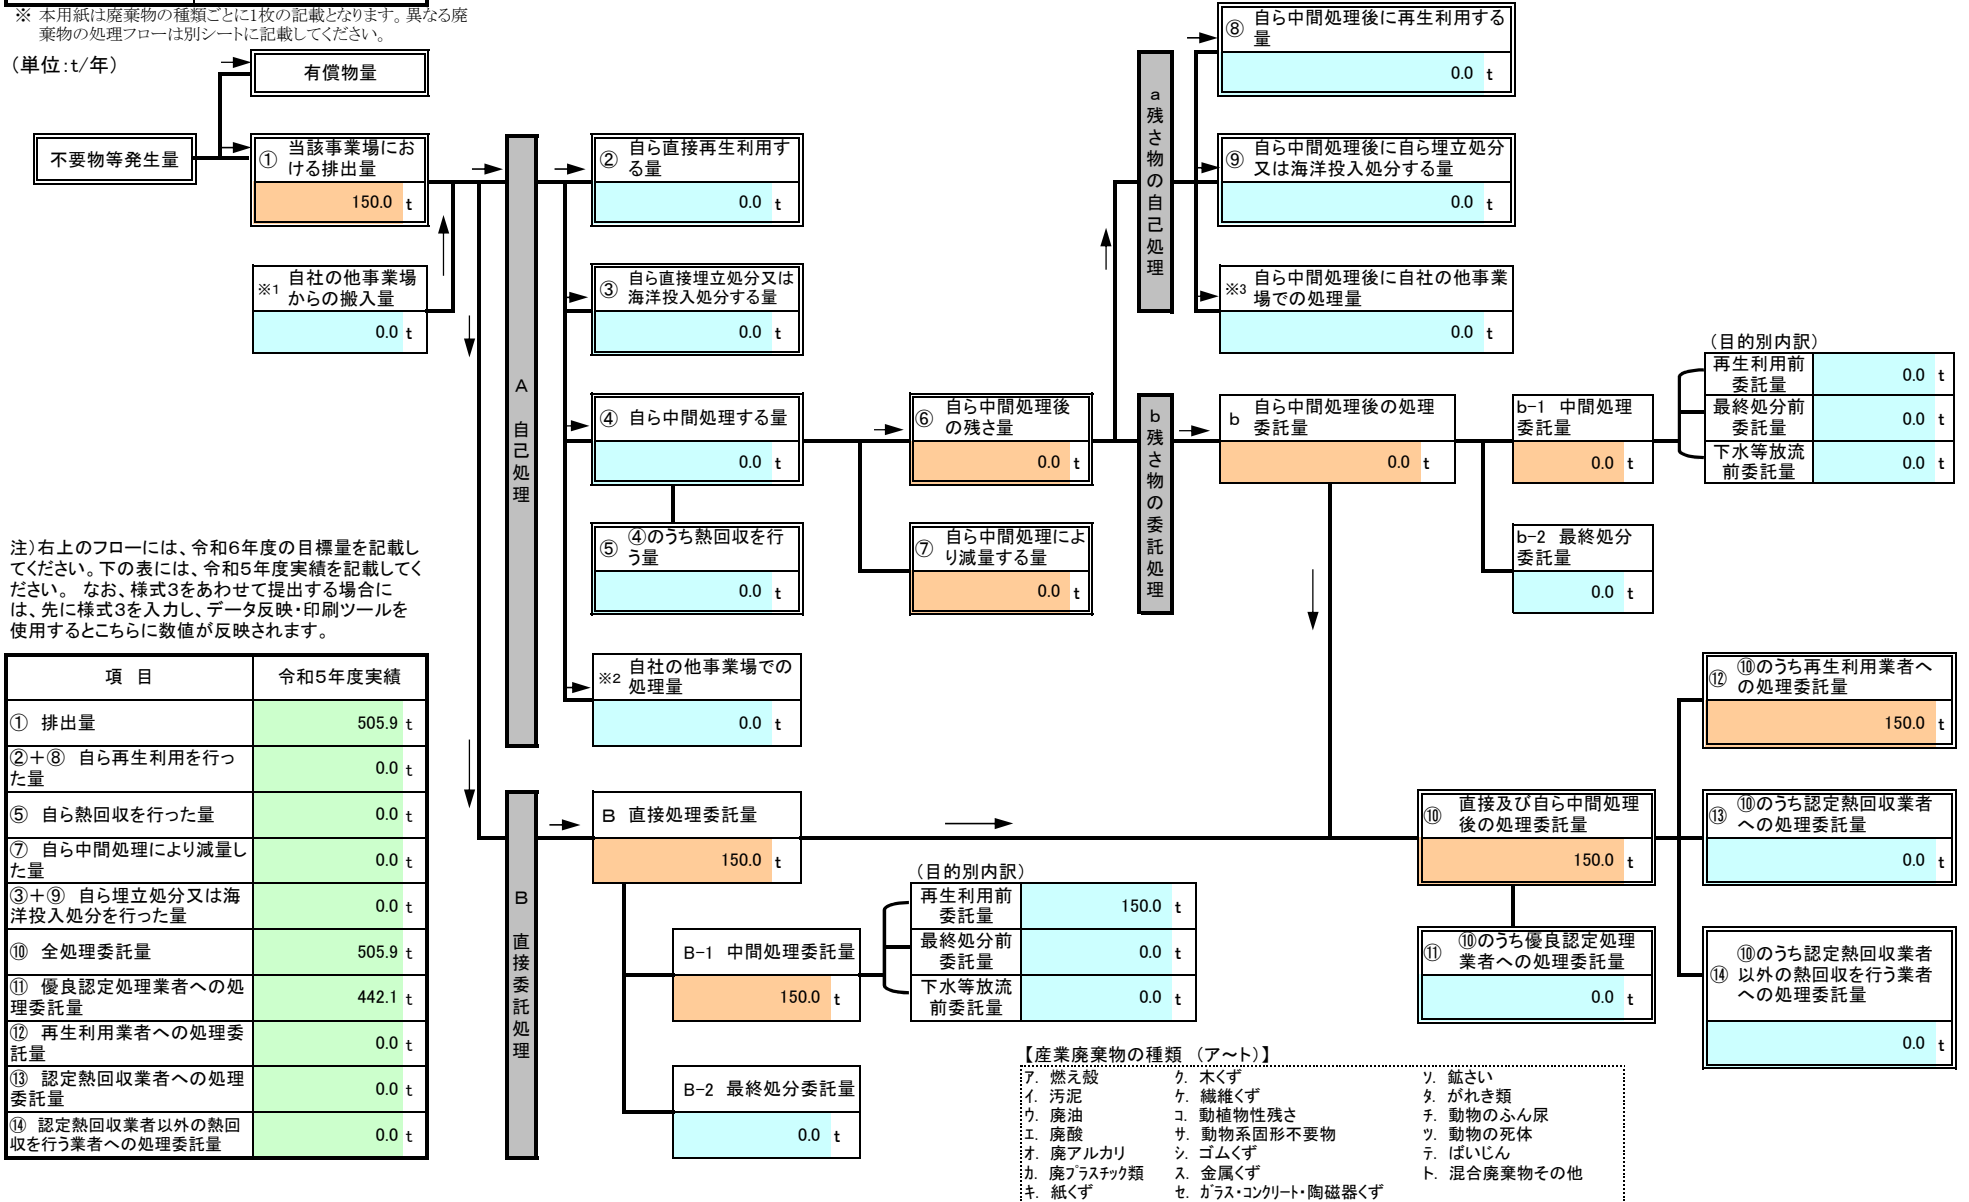 ※ 本用紙は廃棄物の種類ごとに1枚の記載となります。異なる廃
棄物の処理フローは別シートに記載してください。
(単位:t/年)
有償物量
不要物等発生量
① 当該事業場にお
ける排出量
150.0 t
※1 自社の他事業場
からの搬入量
0.0 t
A 自己処理
② 自ら直接再生利用す
る量
0.0 t
③ 自ら直接埋立処分又は
海洋投入処分する量
0.0 t
④ 自ら中間処理する量
0.0 t
⑤ ④のうち熱回収を行
う量
0.0 t
※2 自社の他事業場での
処理量
0.0 t
⑥ 自ら中間処理後
の残さ量
0.0 t
⑦ 自ら中間処理によ
り減量する量
0.0 t
a 残さ物の自己処理
⑧ 自ら中間処理後に再生利用する
量
0.0 t
⑨ 自ら中間処理後に自ら埋立処分
又は海洋投入処分する量
0.0 t
※3 自ら中間処理後に自社の他事業
場での処理量
0.0 t
b 残さ物の委託処理
b 自ら中間処理後の処理
委託量
0.0 t
b-1 中間処理
委託量
0.0 t
b-2 最終処分
委託量
0.0 t
(目的別内訳)
再生利用前
委託量
0.0 t
最終処分前
委託量
0.0 t
下水等放流
前委託量
0.0 t
注)右上のフローには、令和6年度の目標量を記載し
てください。下の表には、令和5年度実績を記載してく
ださい。 なお、様式3をあわせて提出する場合に
は、先に様式3を入力し、データ反映・印刷ツールを
使用するとこちらに数値が反映されます。
項 目 令和5年度実績
① 排出量 505.9 t
②+⑧ 自ら再生利用を行っ
た量 0.0 t
⑤ 自ら熱回収を行った量 0.0 t
⑦ 自ら中間処理により減量し
た量 0.0 t
③+⑨ 自ら埋立処分又は海
洋投入処分を行った量 0.0 t
⑩ 全処理委託量 505.9 t
⑪ 優良認定処理業者への処
理委託量 442.1 t
⑫ 再生利用業者への処理委
託量 0.0 t
⑬ 認定熱回収業者への処理
委託量 0.0 t
⑭ 認定熱回収業者以外の熱回
収を行う業者への処理委託量 0.0 t
B 直接委託処理
B 直接処理委託量
150.0 t
B-1 中間処理委託量
150.0 t
B-2 最終処分委託量
0.0 t
(目的別内訳)
再生利用前
委託量
150.0 t
最終処分前
委託量
0.0 t
下水等放流
前委託量
0.0 t
⑩ 直接及び自ら中間処理
後の処理委託量
150.0 t
⑪ ⑩のうち優良認定処理
業者への処理委託量
0.0 t
⑫ ⑩のうち再生利用業者へ
の処理委託量
150.0 t
⑬ ⑩のうち認定熱回収業者
への処理委託量
0.0 t
⑭ ⑩のうち認定熱回収業者
以外の熱回収を行う業者
への処理委託量
0.0 t
【産業廃棄物の種類 (ア~ト)】
ア. 燃え殻 ク. 木くず ソ. 鉱さい
イ. 汚泥 ケ. 繊維くず タ. がれき類
ウ. 廃油 コ. 動植物性残さ チ. 動物のふん尿
エ. 廃酸 サ. 動物系固形不要物 ツ. 動物の死体
オ. 廃アルカリ シ. ゴムくず テ. ばいじん
カ. 廃プラスチック類 ス. 金属くず ト. 混合廃棄物その他
キ. 紙くず セ. ガラス・コンクリート・陶磁器くず